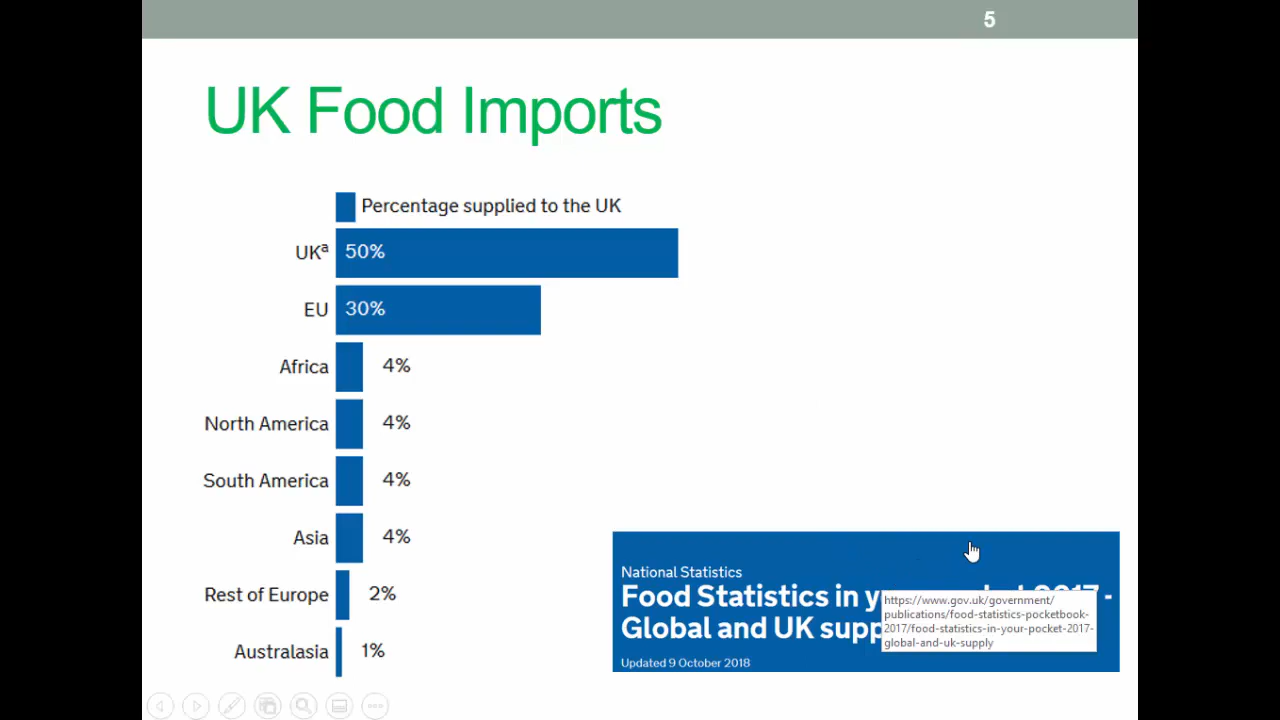 5
UK Food Imports
Percentage supplied to the UK
UKª 50%
EU 30%
Africa 4%
North America 4%
South America 4%
Asia 4%
Rest of Europe 2%
Australasia 1%
National Statistics
Food Statistics in
Global and UK
Updated 9 October 2018
https://www.gov.uk/government/
publications/food-statistics-pocketbook-
2017/food-statistics-in-your-pocket-2017-
global-and-uk-supply